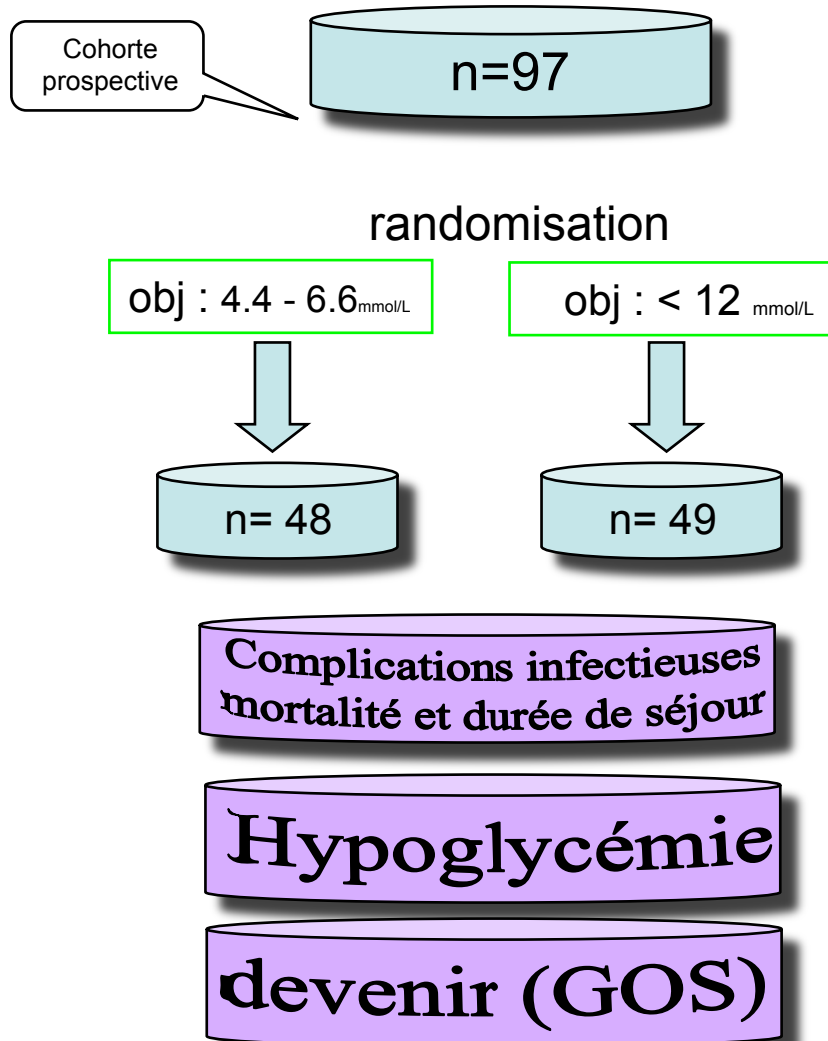 Cohorte
prospective
n=97
randomisation
obj : 4.4 - 6.6mmol/L
obj : < 12 mmol/L
n= 48
n= 49
Complications infectieuses
mortalité et durée de séjour
Hypoglycémie
devenir (GOS)